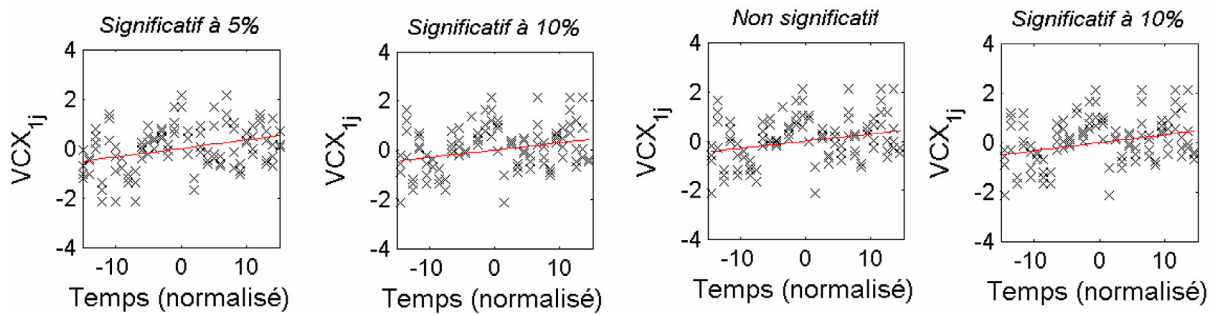 Significatif à 5%
4
2
0
-2
-4
VCX1j
-10 0 10
Temps (normalisé)
Significatif à 10%
4
2
0
-2
-4
VCX1j
-10 0 10
Temps (normalisé)
Non significatif
4
2
0
-2
-4
VCX1j
-10 0 10
Temps (normalisé)
Significatif à 10%
4
2
0
-2
-4
VCX1j
-10 0 10
Temps (normalisé)